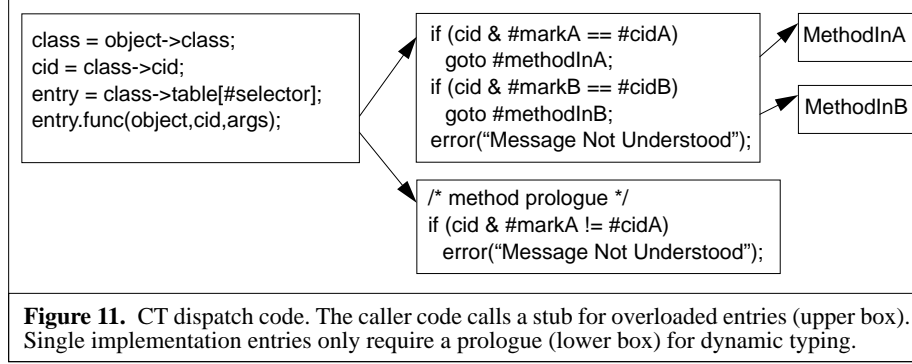 class = object->class;
cid = class->cid;
entry = class->table[#selector];
entry.func(object,cid,args);
if (cid & #markA == #cidA)
goto #methodInA;
if (cid & #markB == #cidB)
goto #methodInB;
error(“Message Not Understood”);
MethodInA
MethodInB
/* method prologue */
if (cid & #markA != #cidA)
error(“Message Not Understood”);
Figure 11. CT dispatch code. The caller code calls a stub for overloaded entries (upper box).
Single implementation entries only require a prologue (lower box) for dynamic typing.